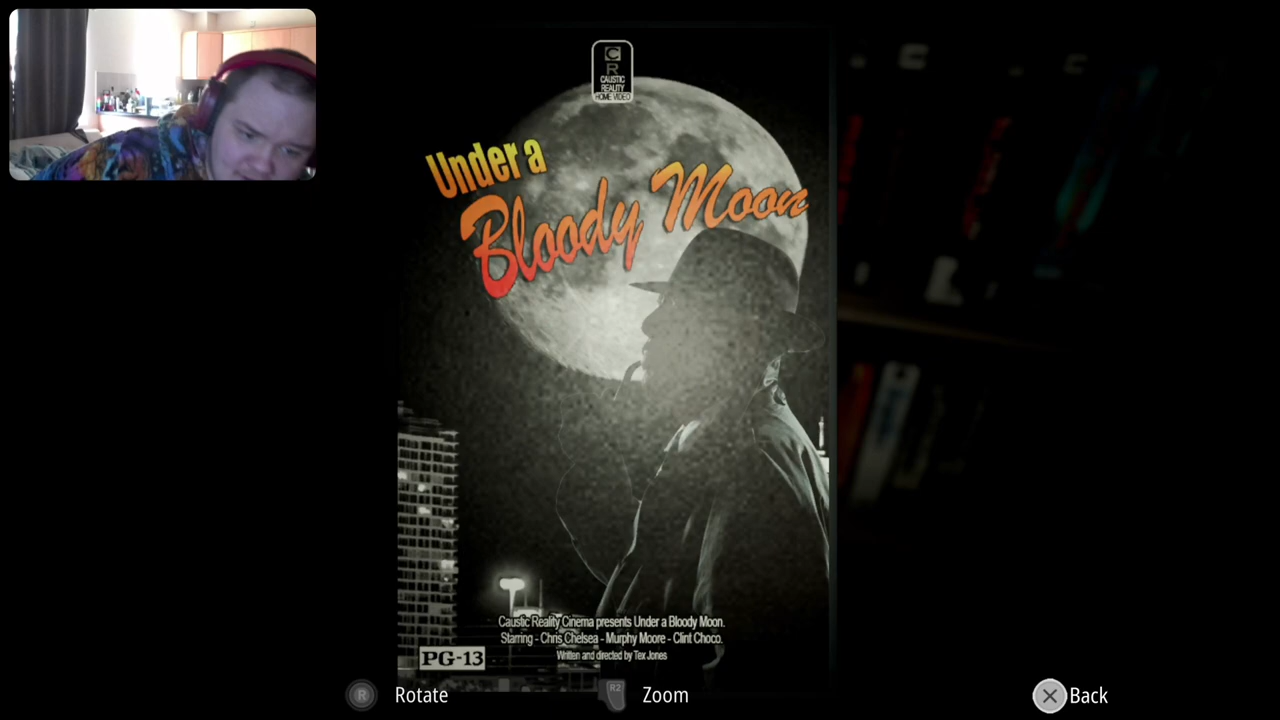 C
R
CAUSTIC
REALITY
HOME VIDEO
Under a
Bloody Moon
Caustic Reality Cinema presents Under a Bloody Moon.
Starring - Chris Chelsea - Murphy Moore - Clint Choco.
Written and directed by Tex Jones
PG-13
R Rotate
R2 Zoom
Back